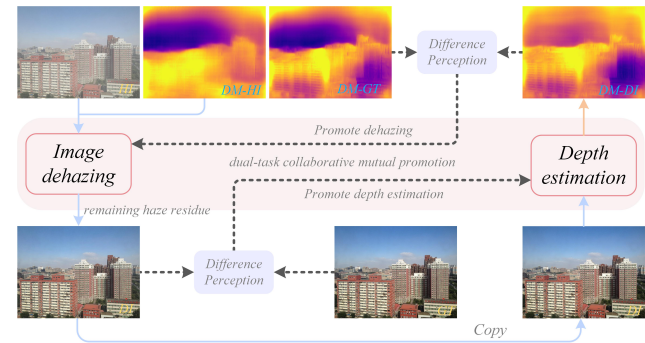 HI
DM-HI
DM-GT
Difference
Perception
DM-DI
Promote dehazing
Image
dehazing
dual-task collaborative mutual promotion
Depth
estimation
Promote depth estimation
remaining haze residue
Difference
Perception
DI
GT
DI
Copy